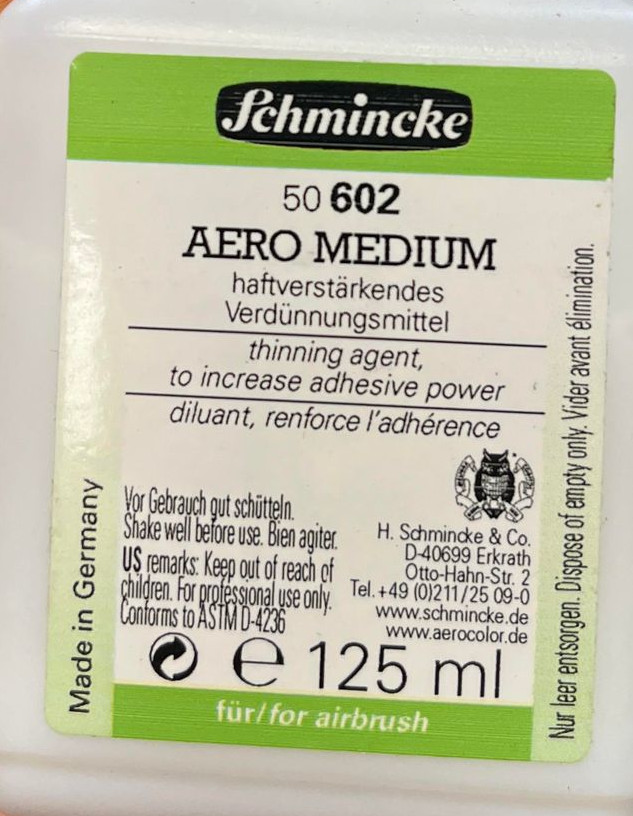 Schmincke
50 602
AERO MEDIUM
haftverstärkendes
Verdünnungsmittel
thinning agent,
to increase adhesive power
diluant, renforce l'adhérence
Vor Gebrauch gut schütteln.
Shake well before use. Bien agiter.
US remarks: Keep out of reach of
children. For professional use only.
Conforms to ASTM D-4236
H. Schmincke & Co.
D-40699 Erkrath
Otto-Hahn-Str. 2
Tel. +49 (0)211/25 09-0
www.schmincke.de
www.aerocolor.de
e 125 ml
für/for airbrush
Made in Germany
Nur leer entsorgen. Dispose of empty only. Vider avant élimination.